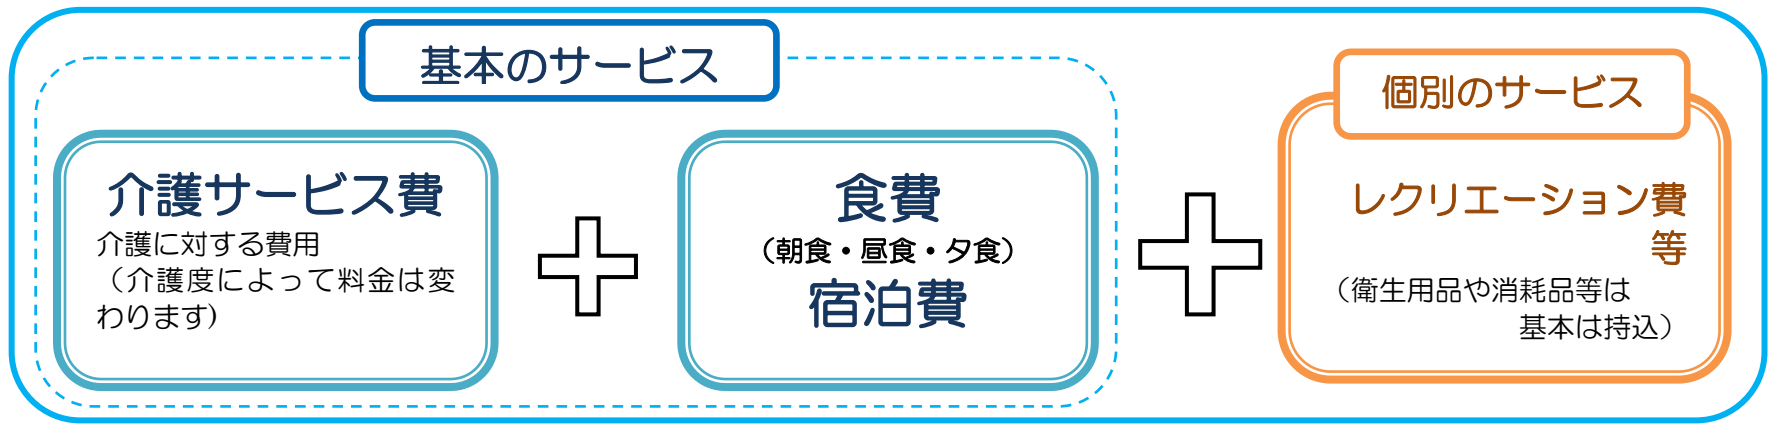 基本のサービス
介護サービス費
介護に対する費用
（介護度によって料金は変
わります)
食費
（朝食・昼食・夕食）
宿泊費
個別のサービス
レクリエーション費
等
（衛生用品や消耗品等は
基本は持込）